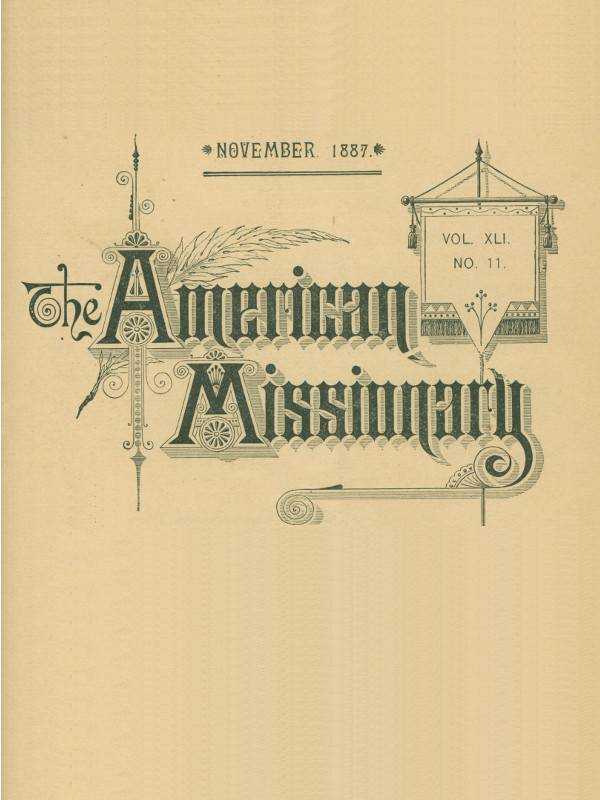 NOVEMBER 1887.
VOL. XLI.
NO. 11.
The American
Missionary